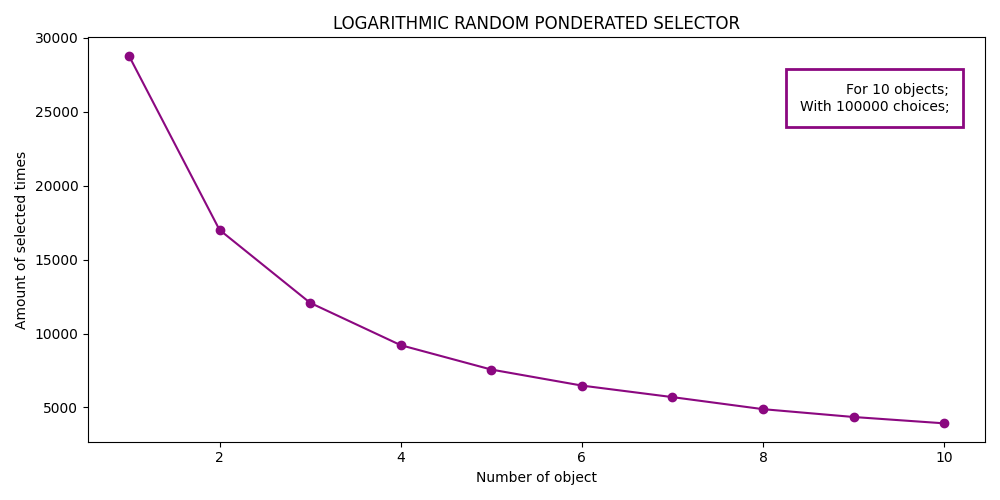 LOGARITHMIC RANDOM PONDERATED SELECTOR
30000
25000
20000
15000
10000
5000
Amount of selected times
For 10 objects;
With 100000 choices;
2
4
6
8
10
Number of object